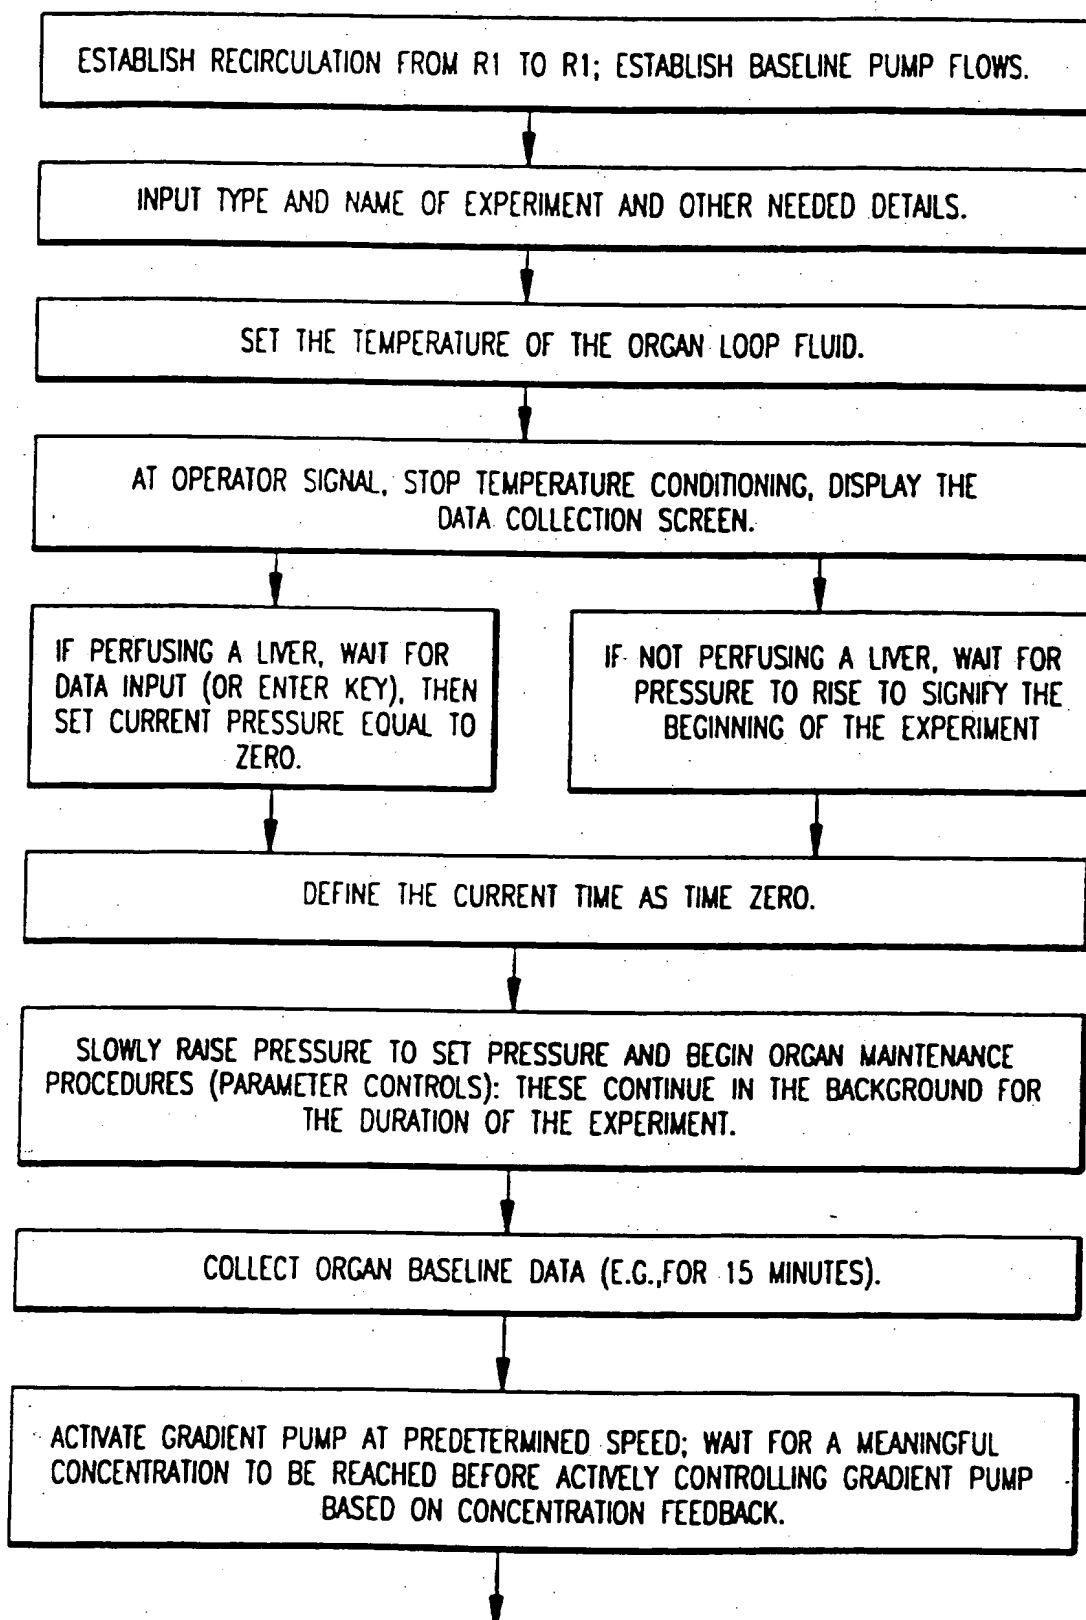 ESTABLISH RECIRCULATION FROM R1 TO R1; ESTABLISH BASELINE PUMP FLOWS.
INPUT TYPE AND NAME OF EXPERIMENT AND OTHER NEEDED DETAILS.
SET THE TEMPERATURE OF THE ORGAN LOOP FLUID.
AT OPERATOR SIGNAL, STOP TEMPERATURE CONDITIONING, DISPLAY THE
DATA COLLECTION SCREEN.
IF PERFUSING A LIVER, WAIT FOR
DATA INPUT (OR ENTER KEY), THEN
SET CURRENT PRESSURE EQUAL TO
ZERO.
IF NOT PERFUSING A LIVER, WAIT FOR
PRESSURE TO RISE TO SIGNIFY THE
BEGINNING OF THE EXPERIMENT
DEFINE THE CURRENT TIME AS TIME ZERO.
SLOWLY RAISE PRESSURE TO SET PRESSURE AND BEGIN ORGAN MAINTENANCE
PROCEDURES (PARAMETER CONTROLS): THESE CONTINUE IN THE BACKGROUND FOR
THE DURATION OF THE EXPERIMENT.
COLLECT ORGAN BASELINE DATA (E.G.,FOR 15 MINUTES).
ACTIVATE GRADIENT PUMP AT PREDETERMINED SPEED; WAIT FOR A MEANINGFUL
CONCENTRATION TO BE REACHED BEFORE ACTIVELY CONTROLLING GRADIENT PUMP
BASED ON CONCENTRATION FEEDBACK.